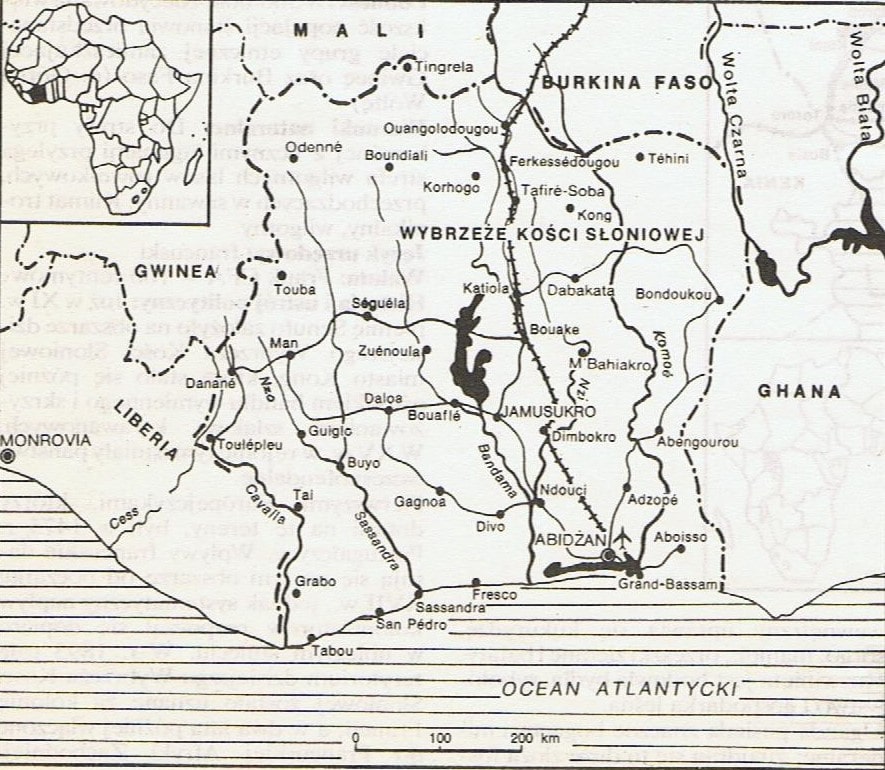 MALI
Tingrela
BURKINA FASO
Wolta Czarna
Wolta Biała
Ouangolodougou
Odenné
Boundiali
Ferkessédougou
Téhini
Korhogo
Tafirė-Soba
Kong
WYBRZEŻE KOŚCI SŁONIOWEJ
GWINEA
Touba
Katiola
Dabakata
Bondoukou
Séguéla
Bouake
Man
Zuénoula
M'Bahiakro
Komoé
Danané
Nzo
Nzi
GHANA
Daloa
Bouaflé
JAMUSUKRO
LIBERIA
MONROVIA
Toulépleu
Guiglo
Dimbokro
Abengourou
Buyo
Bandama
Cavalla
Tai
Gagnoa
Ndouci
Adzopé
Cess
Sassandra
Divo
ABIDŻAN
Aboisso
Grabo
Fresco
Grand-Bassam
Sassandra
San Pédro
Tabou
OCEAN ATLANTYCKI
0 100 200 km